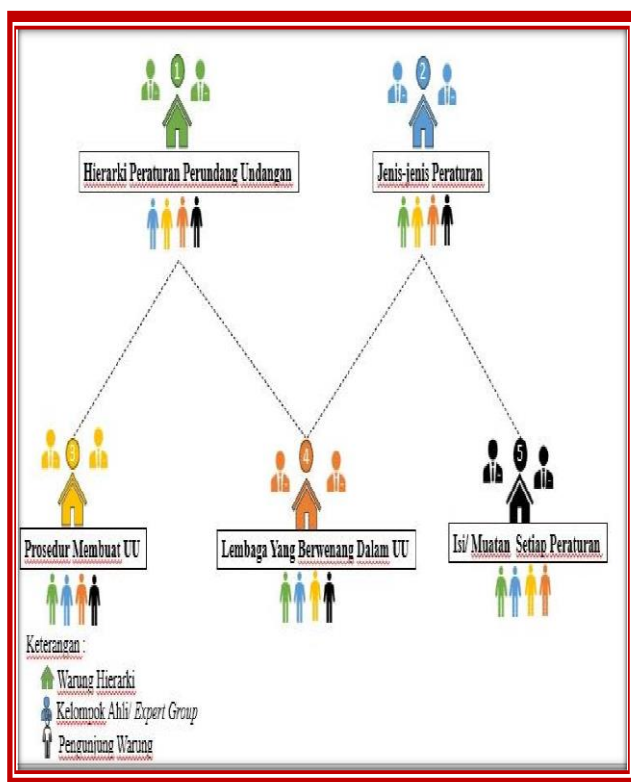 1
2
Hierarki Peraturan Perundang Undangan
Jenis-jenis Peraturan
3
4
5
Prosedur Membuat UU
Lembaga Yang Berwenang Dalam UU
Isi/ Muatan Setiap Peraturan
Keterangan :
Warung Hierarki
Kelompok Ahli/ Expert Group
Pengunjung Warung